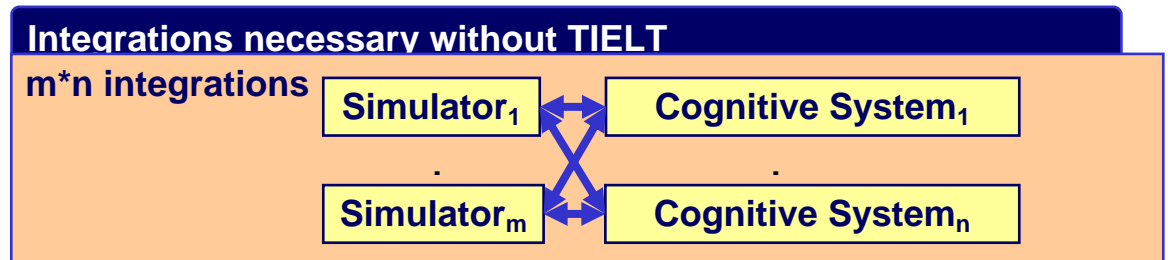 Integrations necessary without TIELT
m*n integrations
Simulator₁ Cognitive System₁
. .
Simulatorₘ Cognitive Systemₙ